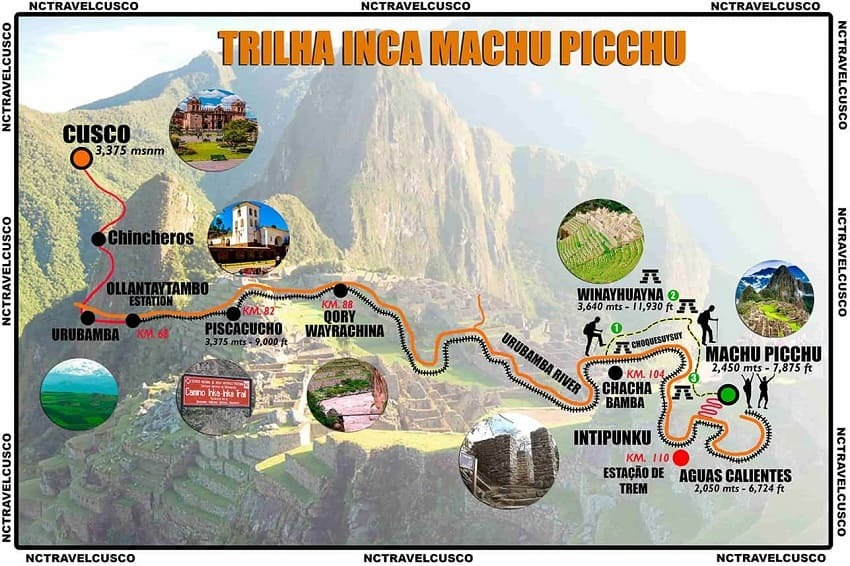 NCTRAVELCUSCO NCTRAVELCUSCO NCTRAVELCUSCO
TRILHA INCA MACHU PICCHU
CUSCO
3,375 msnm
Chincheros
OLLANTAYTAMBO
ESTATION
URUBAMBA
KM. 68
KM. 82
PISCACUCHO
3,375 mts - 9,000 ft
KM. 88
QORY
WAYRACHINA
Camino Inka-Inka Trail
URUBAMBA RIVER
WINAYHUAYNA
3,640 mts - 11,930 ft
1
2
CHOQUESUYSUY
MACHU PICCHU
2,450 mts - 7,875 ft
KM. 104
CHACHA
BAMBA
3
INTIPUNKU
KM. 110
ESTAÇÃO DE
TREM
AGUAS CALIENTES
2,050 mts - 6,724 ft
NCTRAVELCUSCO
NCTRAVELCUSCO
NCTRAVELCUSCO
NCTRAVELCUSCO
NCTRAVELCUSCO
NCTRAVELCUSCO
NCTRAVELCUSCO NCTRAVELCUSCO NCTRAVELCUSCO